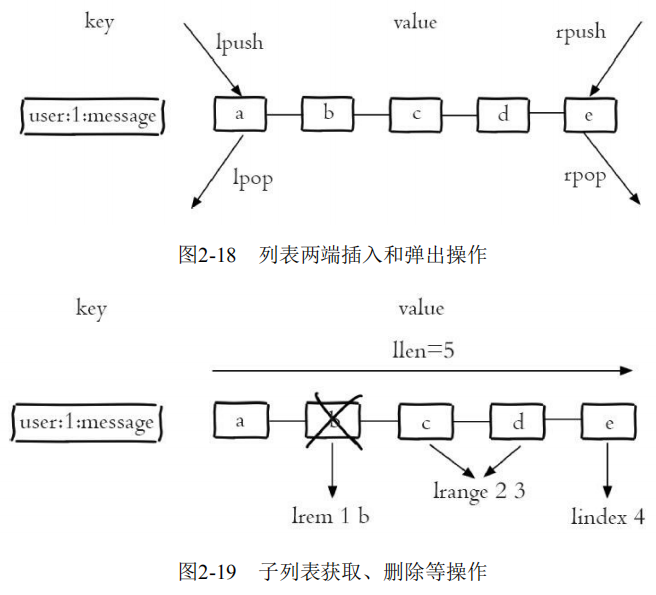 key value
lpush rpush
user:1:message a b c d e
lpop rpop
图2-18 列表两端插入和弹出操作
key value
llen=5
user:1:message a b c d e
lrem 1 b lrange 2 3 lindex 4
图2-19 子列表获取、删除等操作